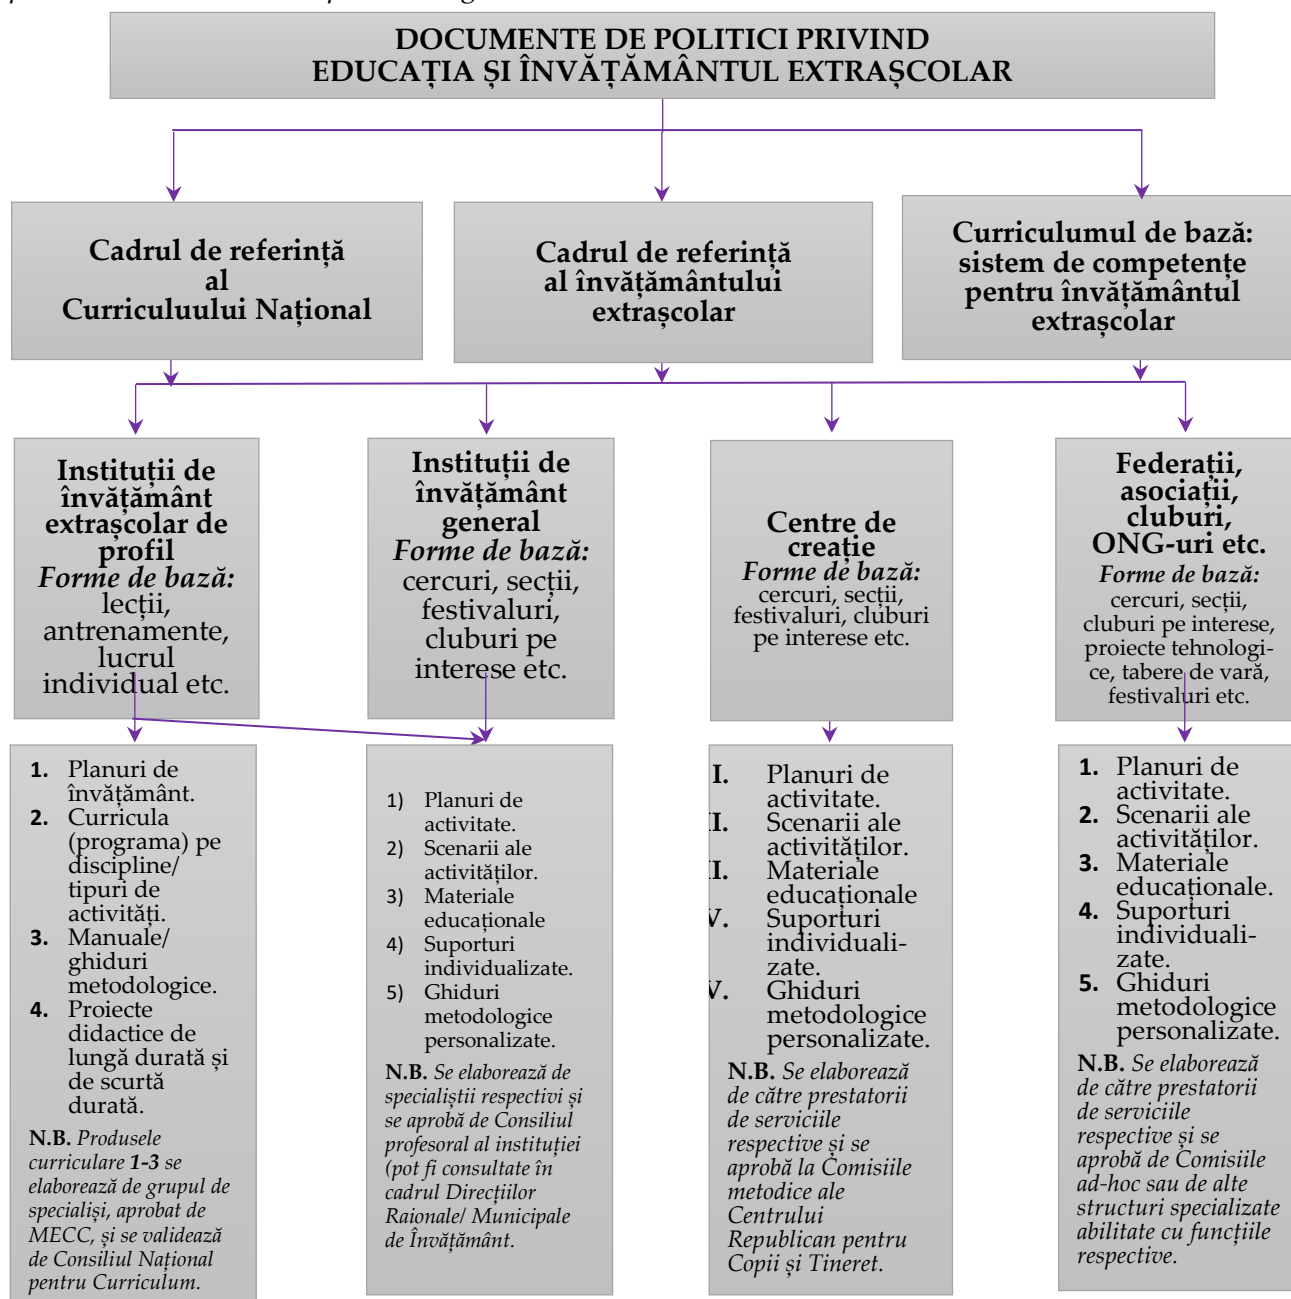 DOCUMENTE DE POLITICI PRIVIND
EDUCAȚIA ȘI ÎNVĂȚĂMÂNTUL EXTRAȘCOLAR
Cadrul de referință
al
Curriculuului Național
Cadrul de referință
al învățământului
extrașcolar
Curriculumul de bază:
sistem de competențe
pentru învățământul
extrașcolar
Instituții de
învățământ
extrașcolar de
profil
Forme de bază:
lecții,
antrenamente,
lucrul
individual etc.
Instituții de
învățământ
general
Forme de bază:
cercuri, secții,
festivaluri,
cluburi pe
interese etc.
Centre de
creație
Forme de bază:
cercuri, secții,
festivaluri, cluburi
pe interese etc.
Federații,
asociații,
cluburi,
ONG-uri etc.
Forme de bază:
cercuri, secții,
cluburi pe interese,
proiecte tehnologi-
ce, tabere de vară,
festivaluri etc.
1. Planuri de
învățământ.
2. Curricula
(programa) pe
discipline/
tipuri de
activități.
3. Manuale/
ghiduri
metodologice.
4. Proiecte
didactice de
lungă durată și
de scurtă
durată.
N.B. Produsele
curriculare 1-3 se
elaborează de grupul de
specialiși, aprobat de
MECC, și se validează
de Consiliul Național
pentru Curriculum.
1) Planuri de
activitate.
2) Scenarii ale
activităților.
3) Materiale
educaționale
4) Suporturi
individualizate.
5) Ghiduri
metodologice
personalizate.
N.B. Se elaborează de
specialiștii respectivi și
se aprobă de Consiliul
profesoral al instituției
(pot fi consultate în
cadrul Direcțiilor
Raionale/ Municipale
de Învățământ.
I. Planuri de
activitate.
II. Scenarii ale
activităților.
II. Materiale
educaționale
V. Suporturi
individuali-
zate.
V. Ghiduri
metodologice
personalizate.
N.B. Se elaborează
de către prestatorii
de serviciile
respective și se
aprobă la Comisiile
metodice ale
Centrului
Republican pentru
Copii și Tineret.
1. Planuri de
activitate.
2. Scenarii ale
activităților.
3. Materiale
educaționale.
4. Suporturi
individuali-
zate.
5. Ghiduri
metodologice
personalizate.
N.B. Se elaborează
de către prestatorii
de serviciile
respective și se
aprobă de Comisiile
ad-hoc sau de alte
structuri specializate
abilitate cu funcțiile
respective.